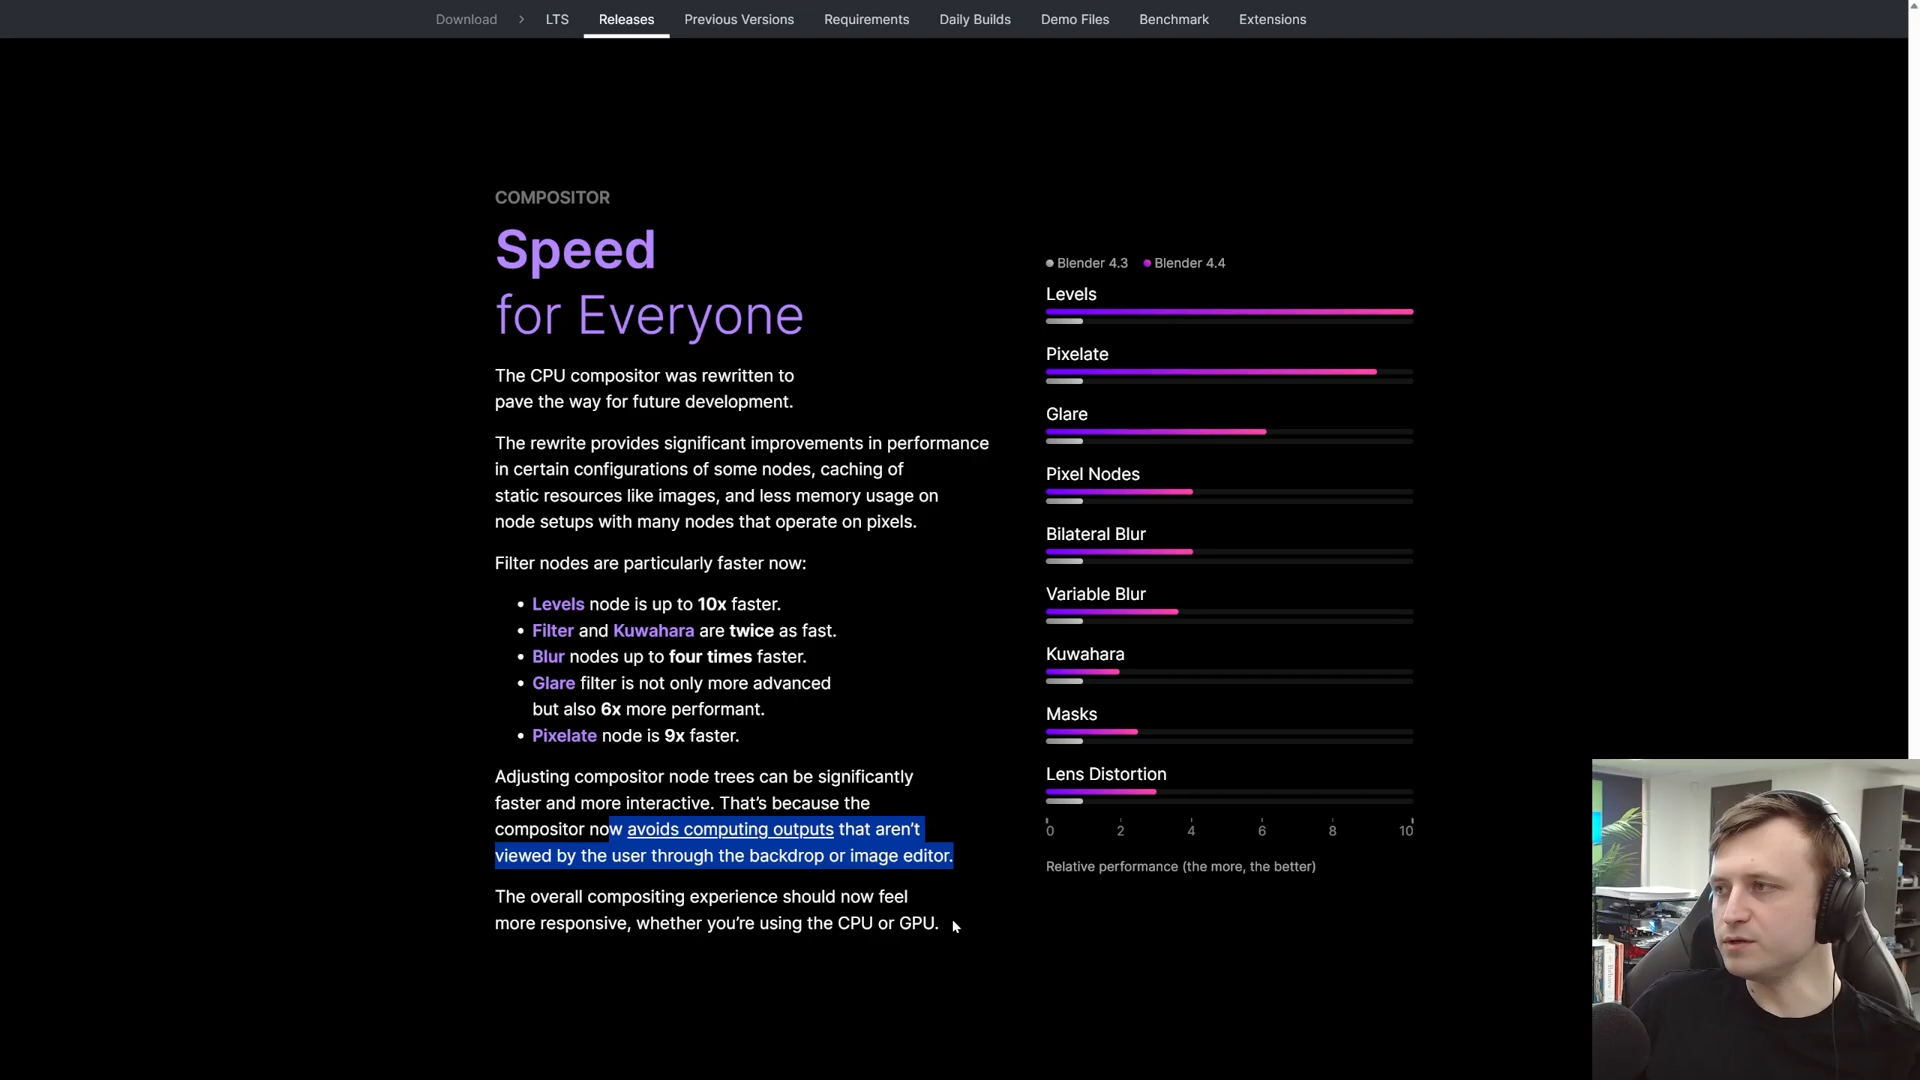 Download > LTS Releases Previous Versions Requirements Daily Builds Demo Files Benchmark Extensions
COMPOSITOR
Speed
for Everyone
The CPU compositor was rewritten to
pave the way for future development.
The rewrite provides significant improvements in performance
in certain configurations of some nodes, caching of
static resources like images, and less memory usage on
node setups with many nodes that operate on pixels.
Filter nodes are particularly faster now:
• Levels node is up to 10x faster.
• Filter and Kuwahara are twice as fast.
• Blur nodes up to four times faster.
• Glare filter is not only more advanced
but also 6x more performant.
• Pixelate node is 9x faster.
Adjusting compositor node trees can be significantly
faster and more interactive. That’s because the
compositor now avoids computing outputs that aren’t
viewed by the user through the backdrop or image editor.
The overall compositing experience should now feel
more responsive, whether you’re using the CPU or GPU.
Blender 4.3 Blender 4.4
Levels
Pixelate
Glare
Pixel Nodes
Bilateral Blur
Variable Blur
Kuwahara
Masks
Lens Distortion
0 2 4 6 8 10
Relative performance (the more, the better)